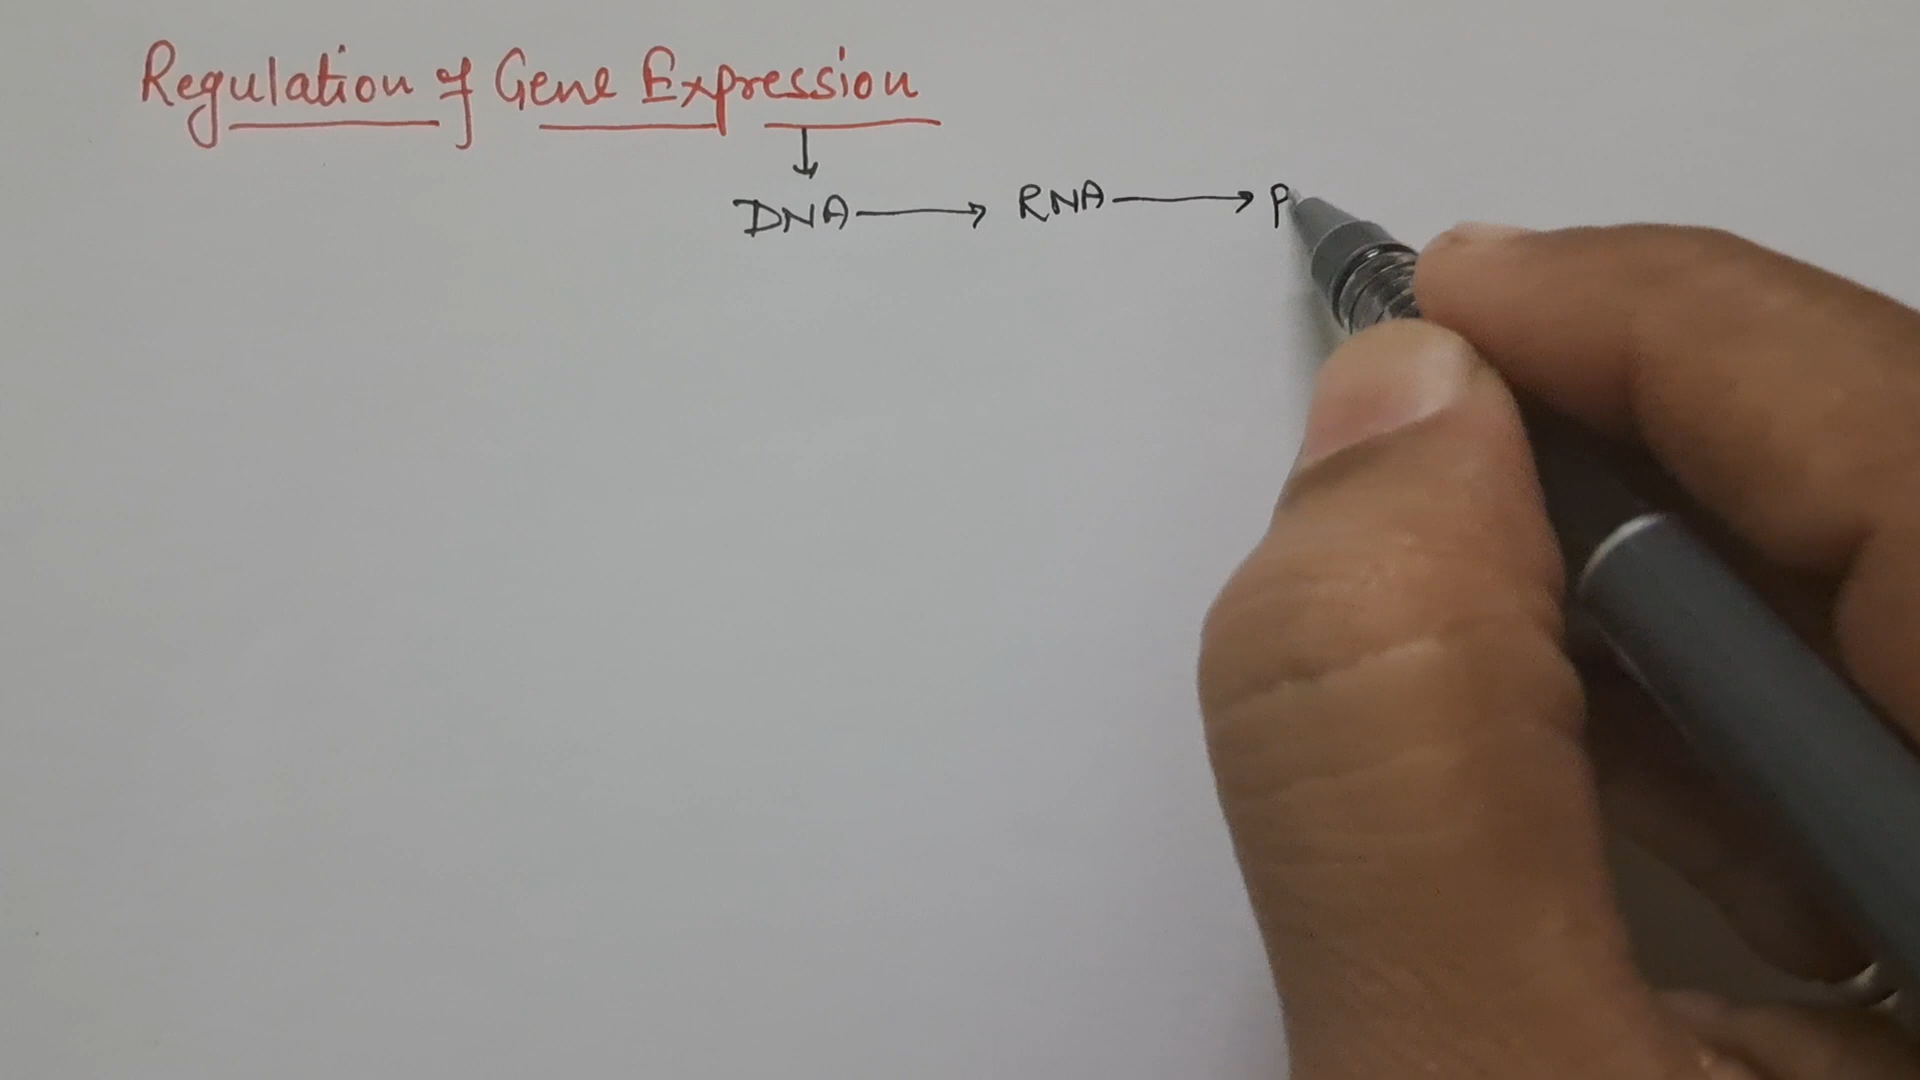 Regulation of Gene Expression
↓
DNA → RNA → P